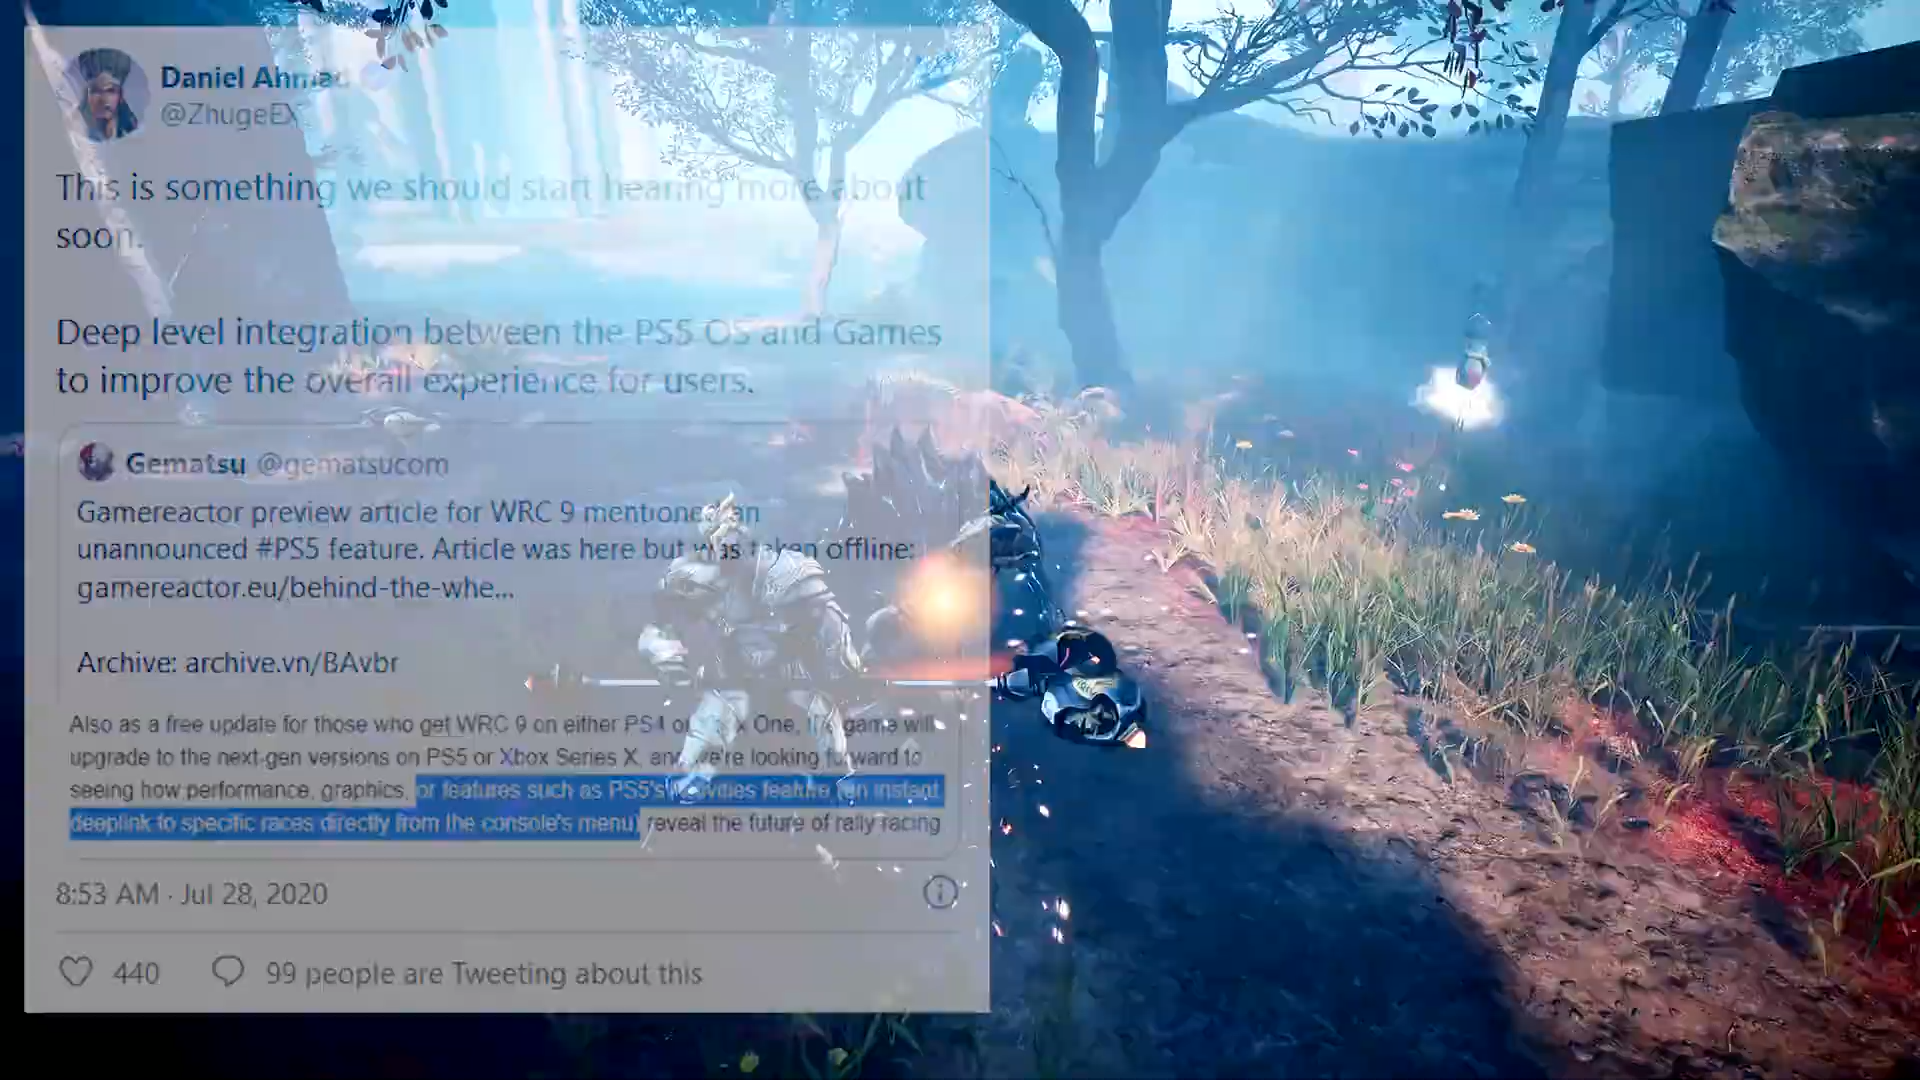 Daniel Ahmad
@ZhugeEX
This is something we should start hearing more about
soon.
Deep level integration between the PS5 OS and Games
to improve the overall experience for users.
Gematsu @gematsucom
Gamereactor preview article for WRC 9 mentioned an
unannounced #PS5 feature. Article was here but was taken offline:
gamereactor.eu/behind-the-whe...
Archive: archive.vn/BAvbr
Also as a free update for those who get WRC 9 on either PS4 or Xbox One, the game will
upgrade to the next-gen versions on PS5 or Xbox Series X, and we're looking forward to
seeing how performance, graphics, or features such as PS5's Activities feature (an instant
deeplink to specific races directly from the console's menu) reveal the future of rally racing
8:53 AM · Jul 28, 2020
440
99 people are Tweeting about this